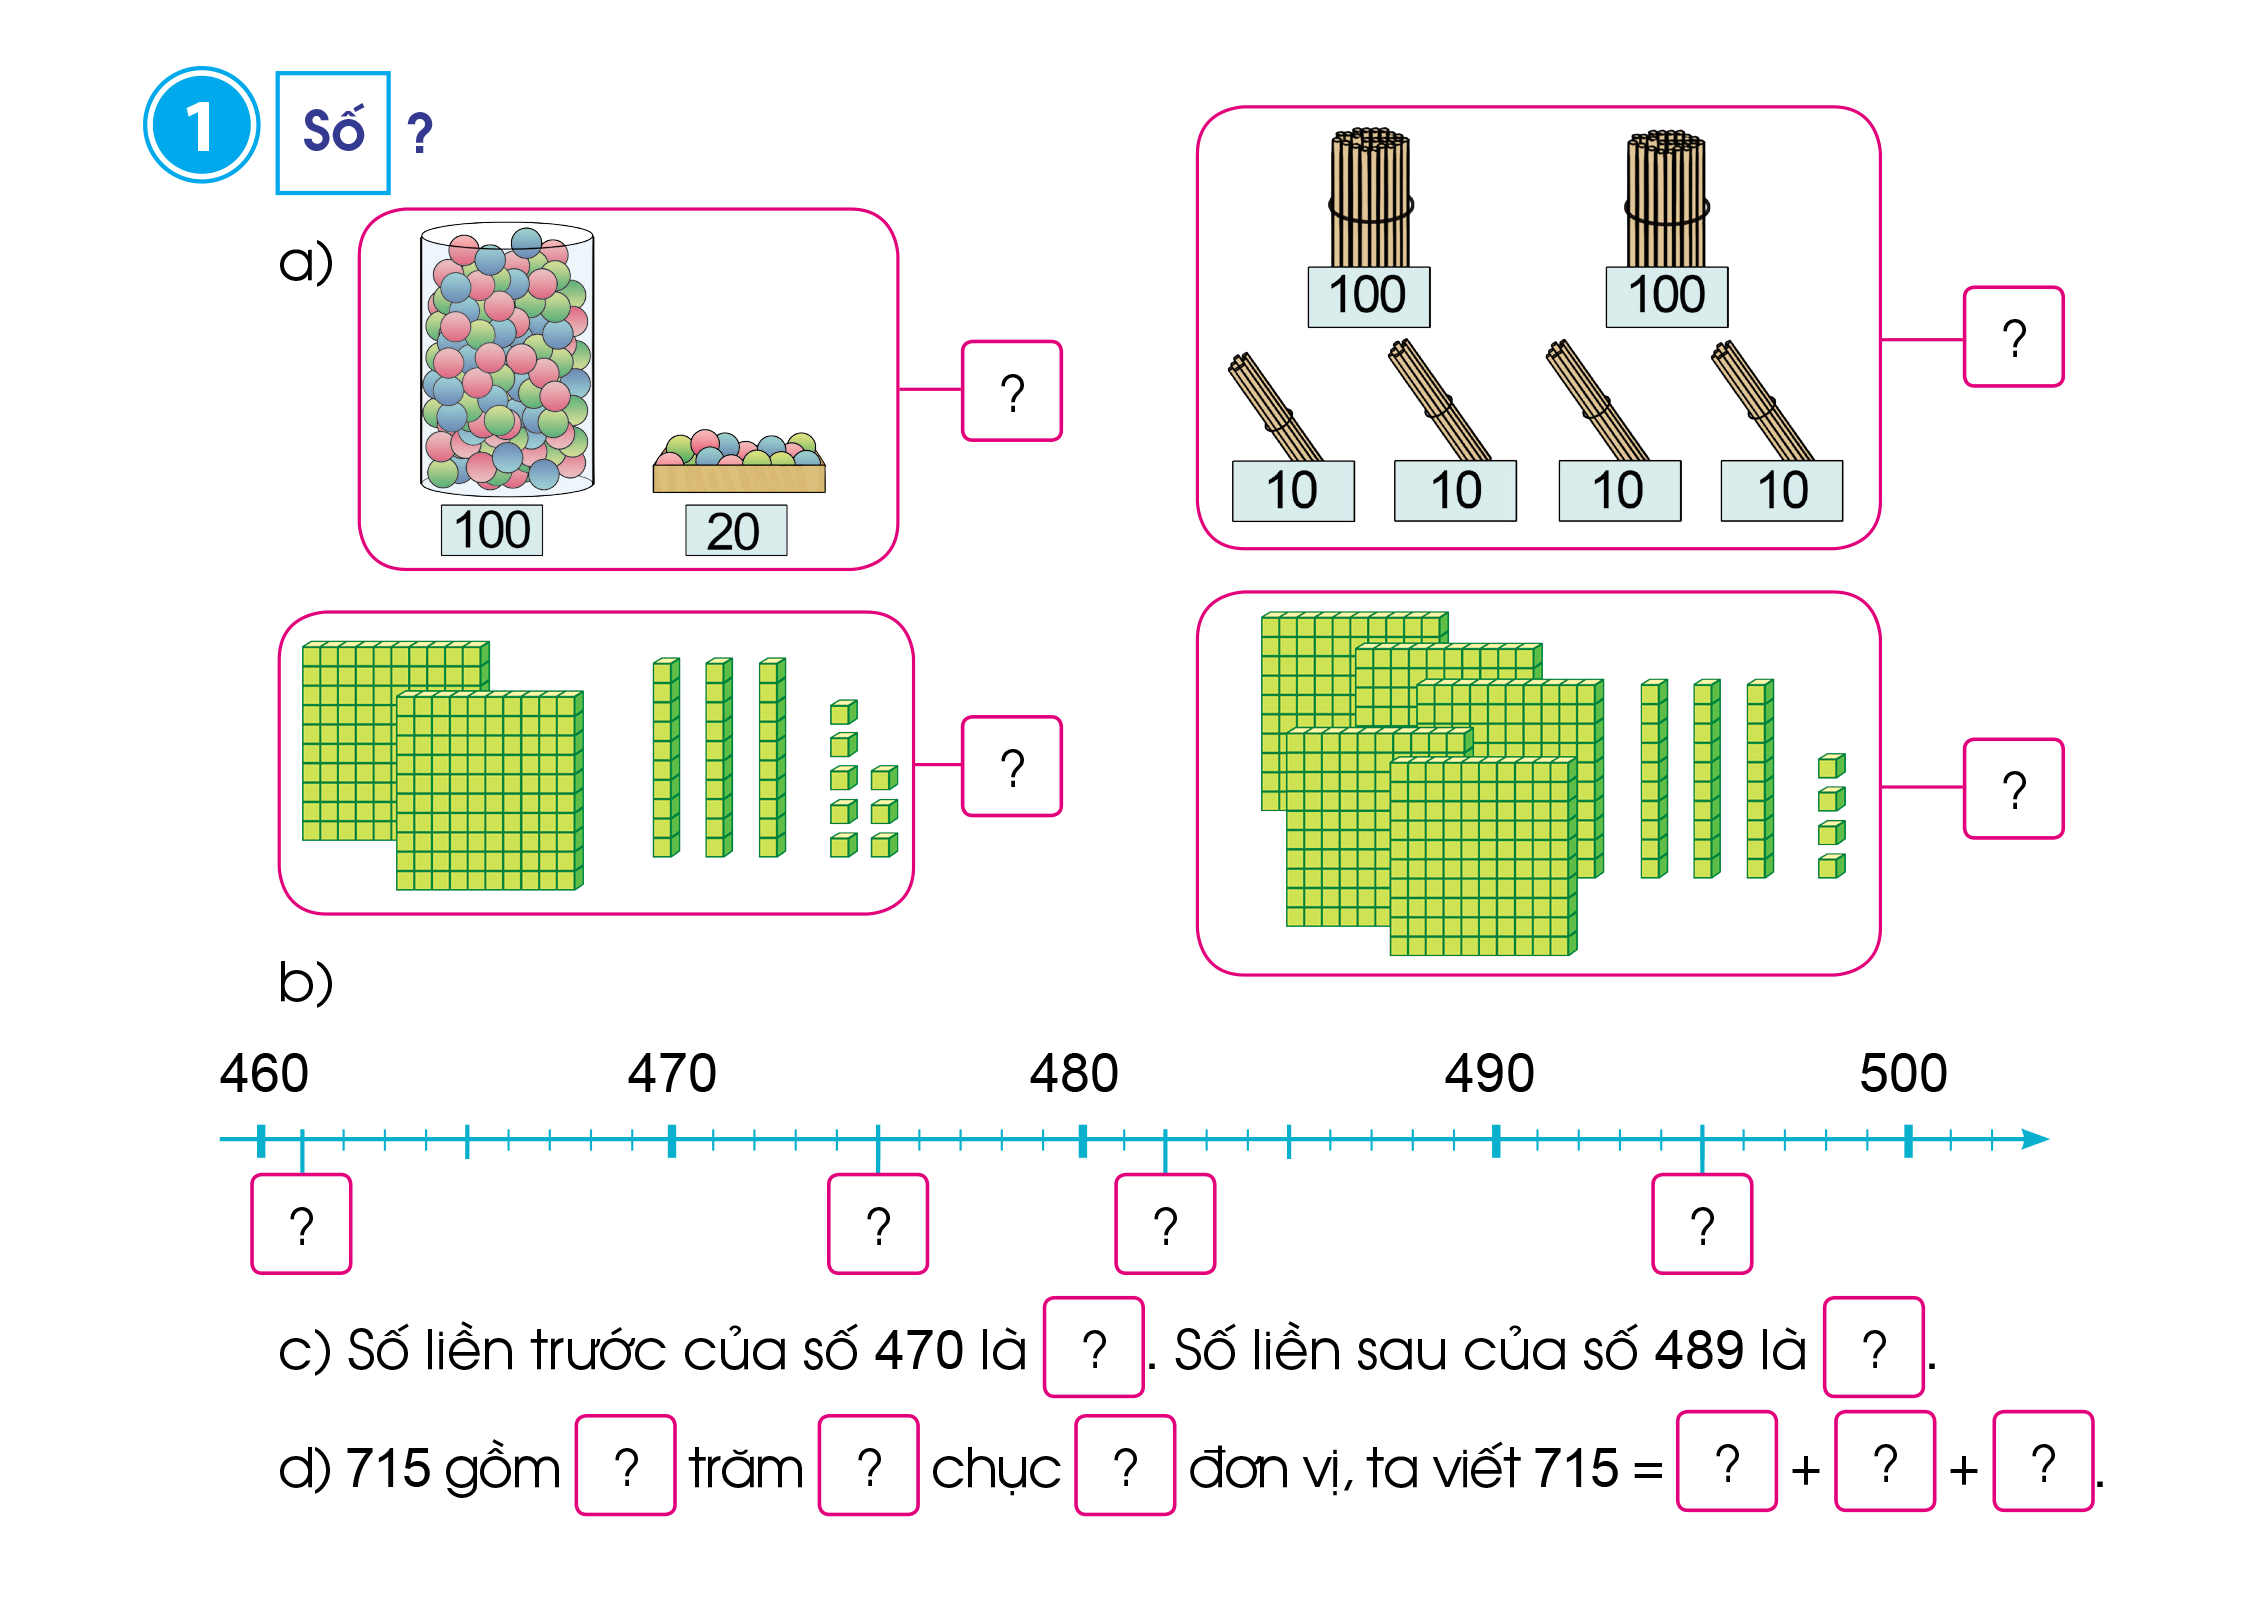 1 Số ?
a)
100 20 ?
100 100
10 10 10 10 ?
?
?
b)
460 470 480 490 500
? ? ? ?
c) Số liền trước của số 470 là ? . Số liền sau của số 489 là ? .
d) 715 gồm ? trăm ? chục ? đơn vị, ta viết 715 = ? + ? + ? .